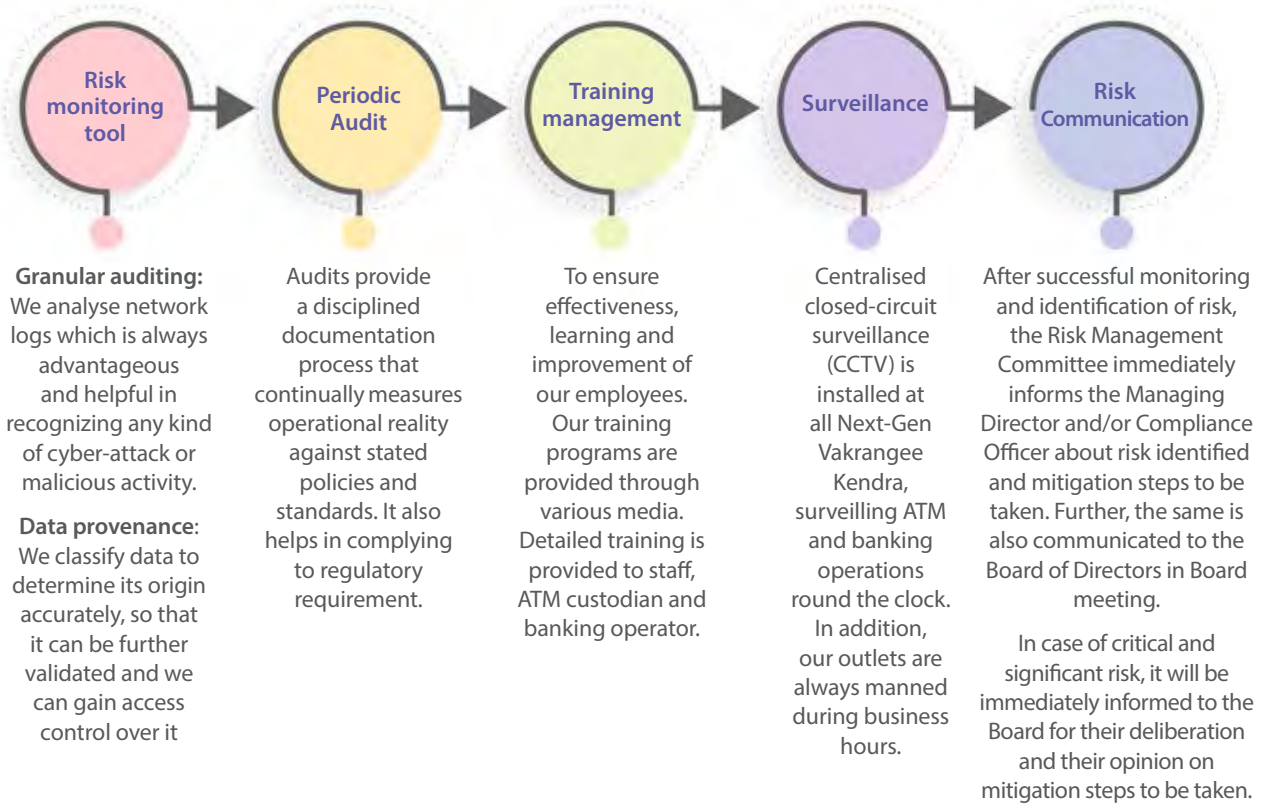 Risk
monitoring
tool
Periodic
Audit
Training
management
Surveillance
Risk
Communication
Granular auditing:
We analyse network
logs which is always
advantageous
and helpful in
recognizing any kind
of cyber-attack or
malicious activity.
Data provenance:
We classify data to
determine its origin
accurately, so that
it can be further
validated and we
can gain access
control over it
Audits provide
a disciplined
documentation
process that
continually measures
operational reality
against stated
policies and
standards. It also
helps in complying
to regulatory
requirement.
To ensure
effectiveness,
learning and
improvement of
our employees.
Our training
programs are
provided through
various media.
Detailed training is
provided to staff,
ATM custodian and
banking operator.
Centralised
closed-circuit
surveillance
(CCTV) is
installed at
all Next-Gen
Vakrangee
Kendra,
surveilling ATM
and banking
operations
round the clock.
In addition,
our outlets are
always manned
during business
hours.
After successful monitoring
and identification of risk,
the Risk Management
Committee immediately
informs the Managing
Director and/or Compliance
Officer about risk identified
and mitigation steps to be
taken. Further, the same is
also communicated to the
Board of Directors in Board
meeting.
In case of critical and
significant risk, it will be
immediately informed to the
Board for their deliberation
and their opinion on
mitigation steps to be taken.